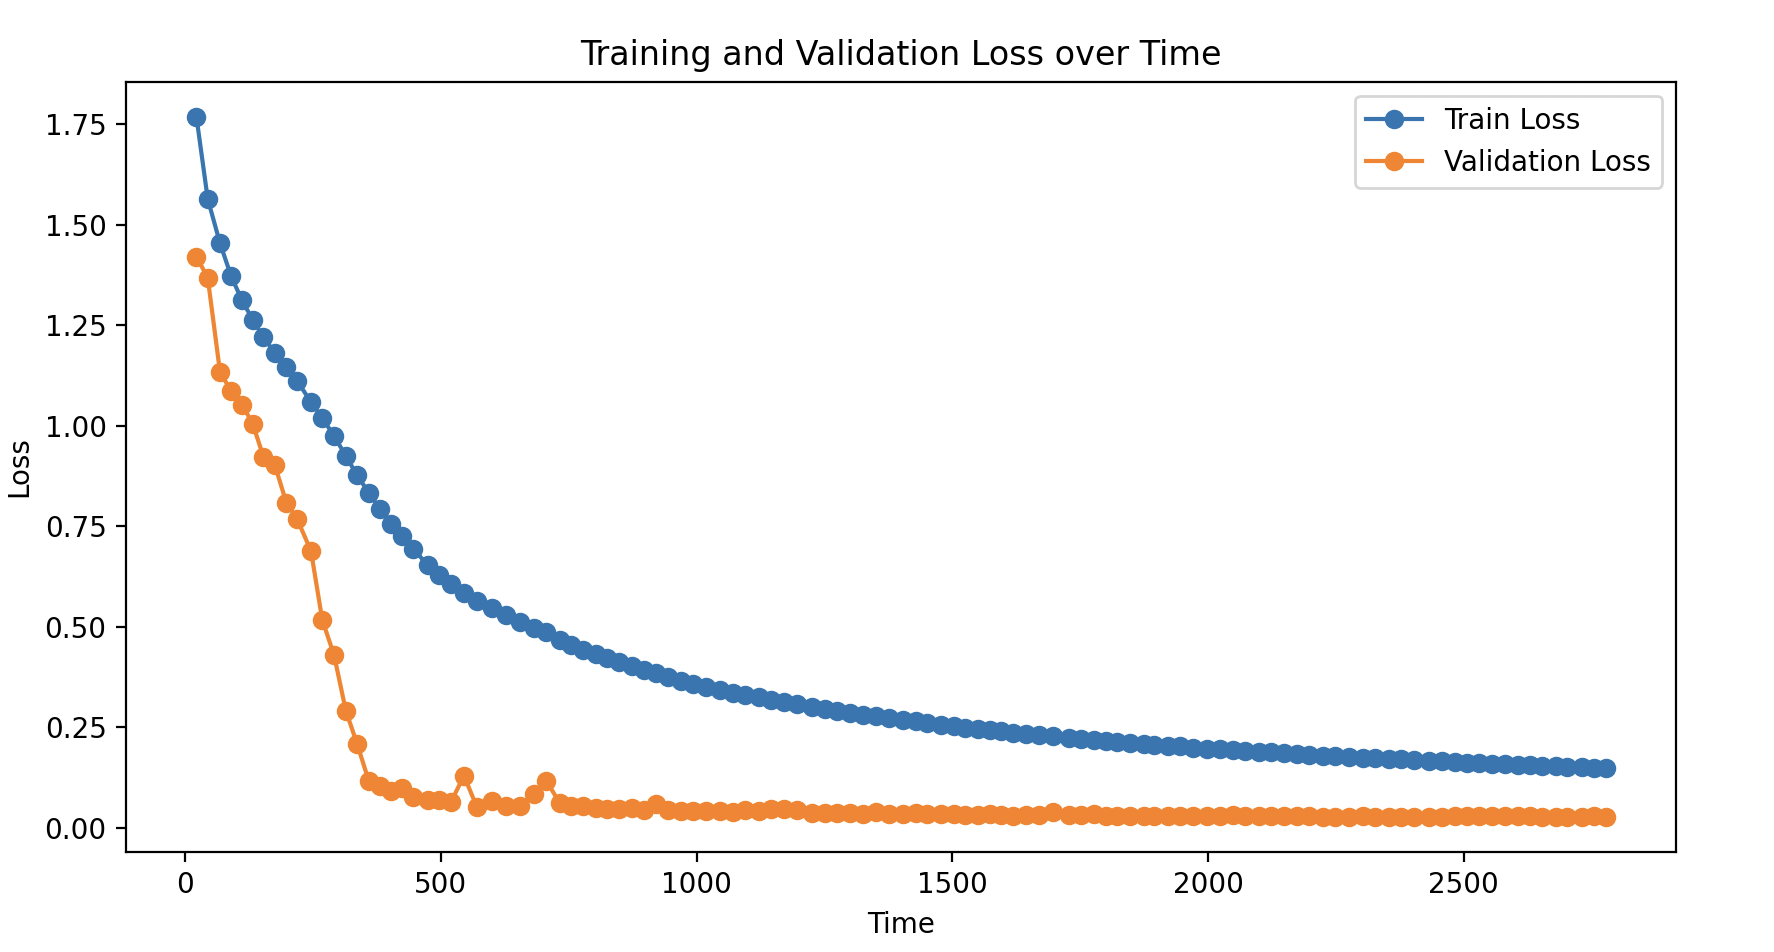 Training and Validation Loss over Time
Train Loss
Validation Loss
Loss
1.75
1.50
1.25
1.00
0.75
0.50
0.25
0.00
0 500 1000 1500 2000 2500
Time